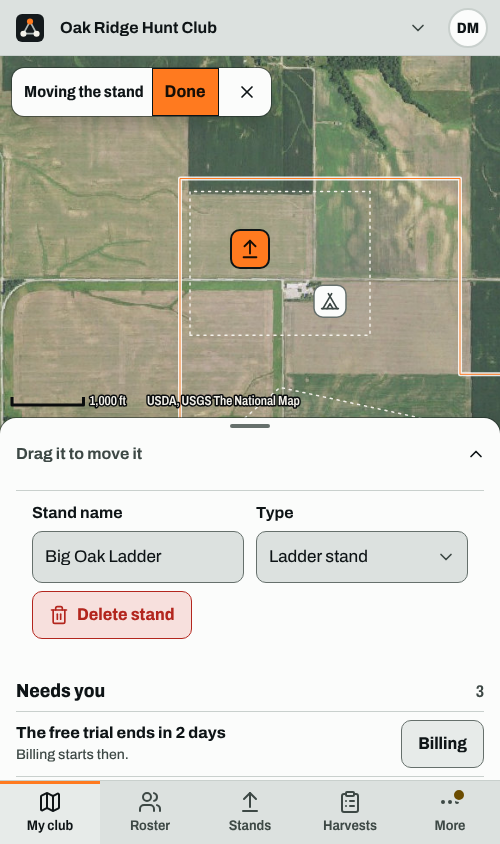 Oak Ridge Hunt Club
DM
Moving the stand
Done
1,000 ft
USDA, USGS The National Map
Drag it to move it
Stand name
Type
Big Oak Ladder
Ladder stand
Delete stand
Needs you
3
The free trial ends in 2 days
Billing starts then.
Billing
My club
Roster
Stands
Harvests
More